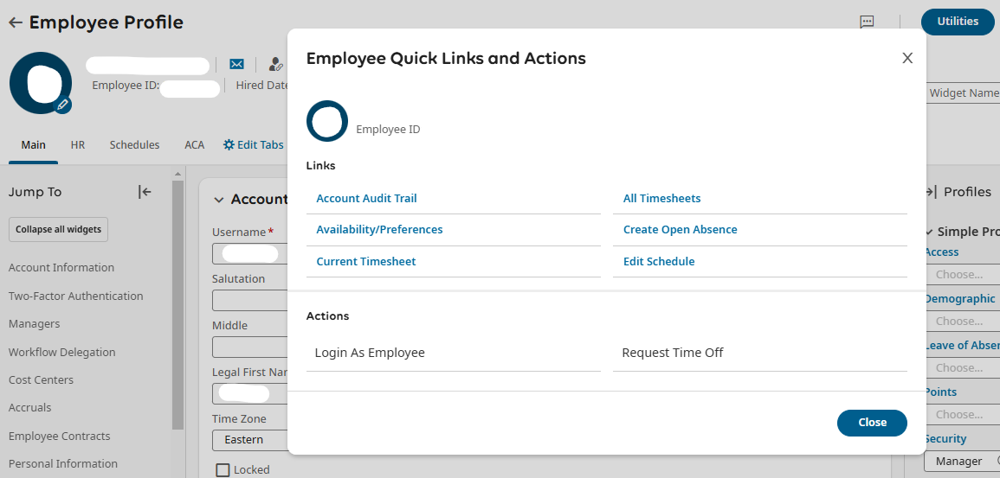 Employee Profile
Utilities
Employee ID:
Hired Date
Widget Name
Main
HR
Schedules
ACA
Edit Tabs
Jump To
Collapse all widgets
Account Information
Two-Factor Authentication
Managers
Workflow Delegation
Cost Centers
Accruals
Employee Contracts
Personal Information
Account
Username*
Salutation
Middle
Legal First Nar
Time Zone
Eastern
Locked
Employee Quick Links and Actions
Employee ID
Links
Account Audit Trail
All Timesheets
Availability/Preferences
Create Open Absence
Current Timesheet
Edit Schedule
Actions
Login As Employee
Request Time Off
Close
Profiles
Simple Pro
Access
Choose...
Demographic
Choose...
Leave of Absen
Choose...
Points
Choose...
Security
Manager